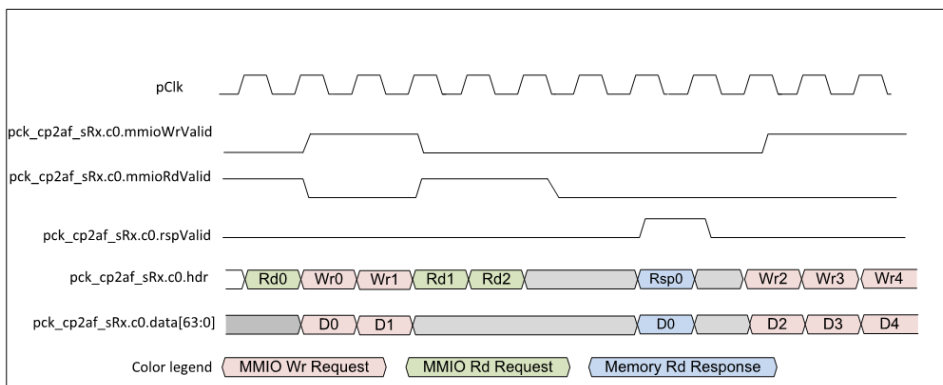 pClk
pck_cp2af_sRx.c0.mmioWrValid
pck_cp2af_sRx.c0.mmioRdValid
pck_cp2af_sRx.c0.rspValid
pck_cp2af_sRx.c0.hdr Rd0 Wr0 Wr1 Rd1 Rd2 Rsp0 Wr2 Wr3 Wr4
pck_cp2af_sRx.c0.data[63:0] D0 D1 D0 D2 D3 D4
Color legend MMIO Wr Request MMIO Rd Request Memory Rd Response